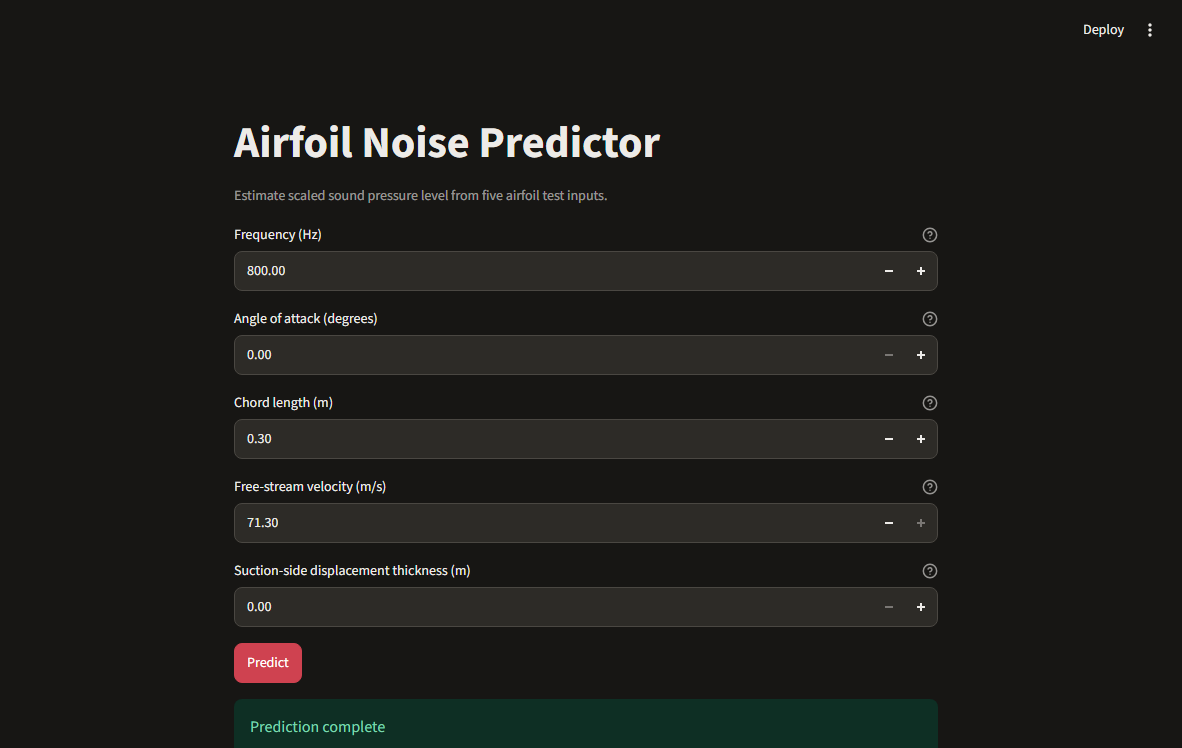 Deploy
Airfoil Noise Predictor
Estimate scaled sound pressure level from five airfoil test inputs.
Frequency (Hz)
800.00
Angle of attack (degrees)
0.00
Chord length (m)
0.30
Free-stream velocity (m/s)
71.30
Suction-side displacement thickness (m)
0.00
Predict
Prediction complete